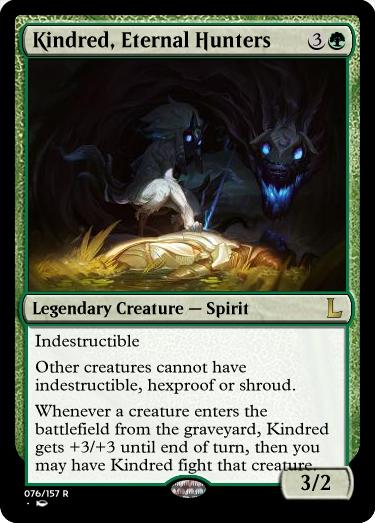 Kindred, Eternal Hunters 3
Legendary Creature — Spirit L
Indestructible
Other creatures cannot have
indestructible, hexproof or shroud.
Whenever a creature enters the
battlefield from the graveyard, Kindred
gets +3/+3 until end of turn, then you
may have Kindred fight that creature.
3/2
076/157 R